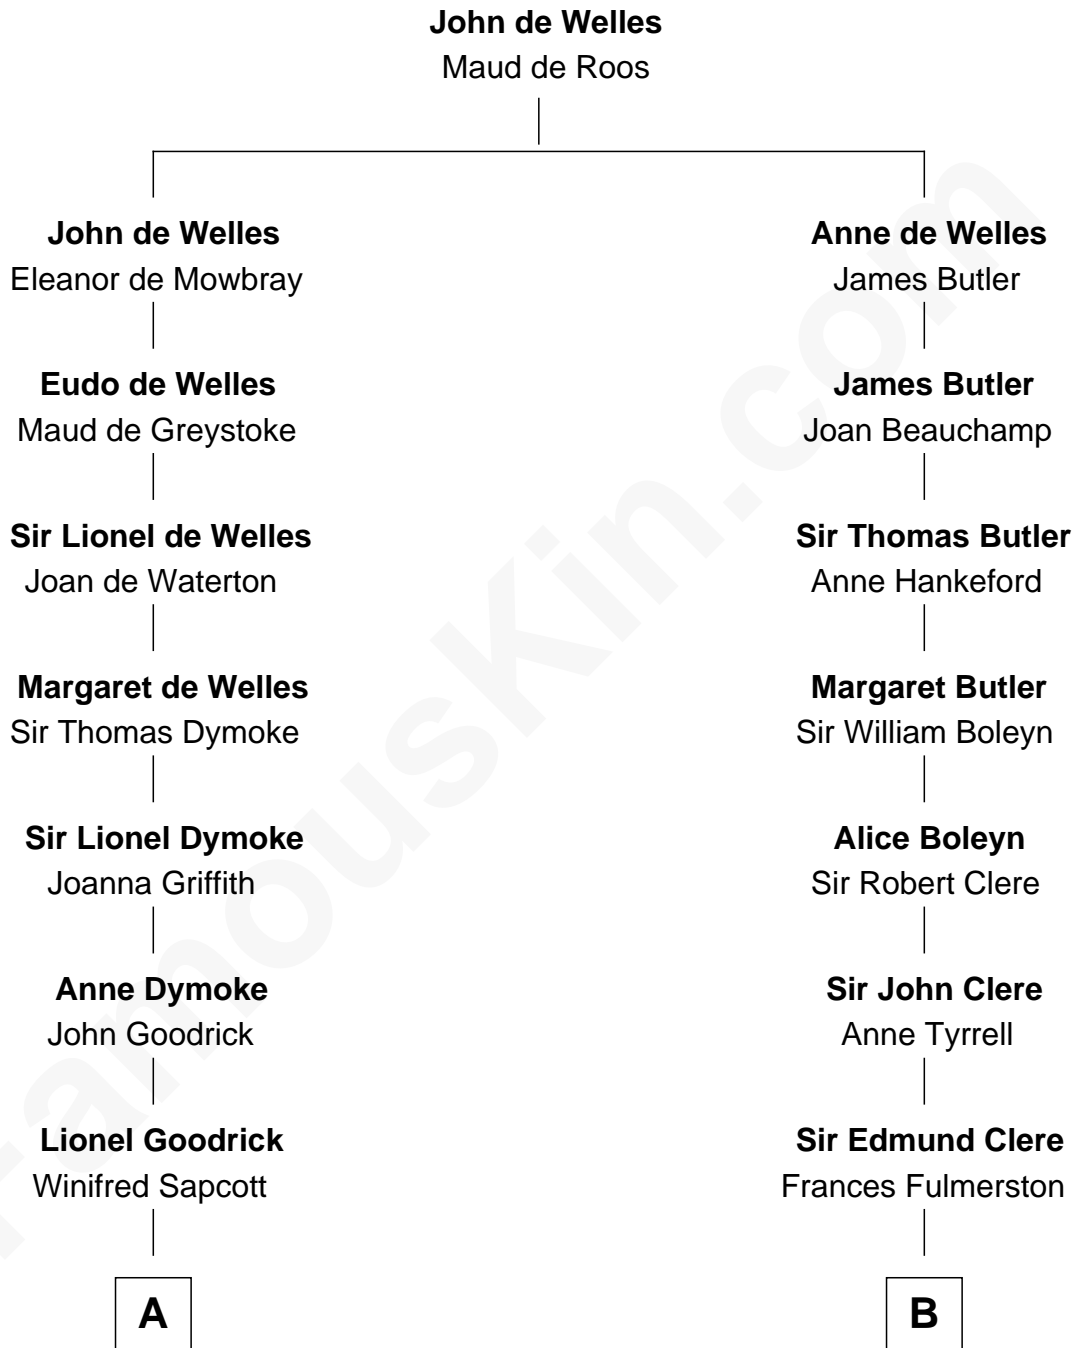 John de Welles
Maud de Roos
John de Welles
Eleanor de Mowbray
Eudo de Welles
Maud de Greystoke
Sir Lionel de Welles
Joan de Waterton
Margaret de Welles
Sir Thomas Dymoke
Sir Lionel Dymoke
Joanna Griffith
Anne Dymoke
John Goodrick
Lionel Goodrick
Winifred Sapcott
A
Anne de Welles
James Butler
James Butler
Joan Beauchamp
Sir Thomas Butler
Anne Hankeford
Margaret Butler
Sir William Boleyn
Alice Boleyn
Sir Robert Clere
Sir John Clere
Anne Tyrrell
Sir Edmund Clere
Frances Fulmerston
B
FamousKin.com